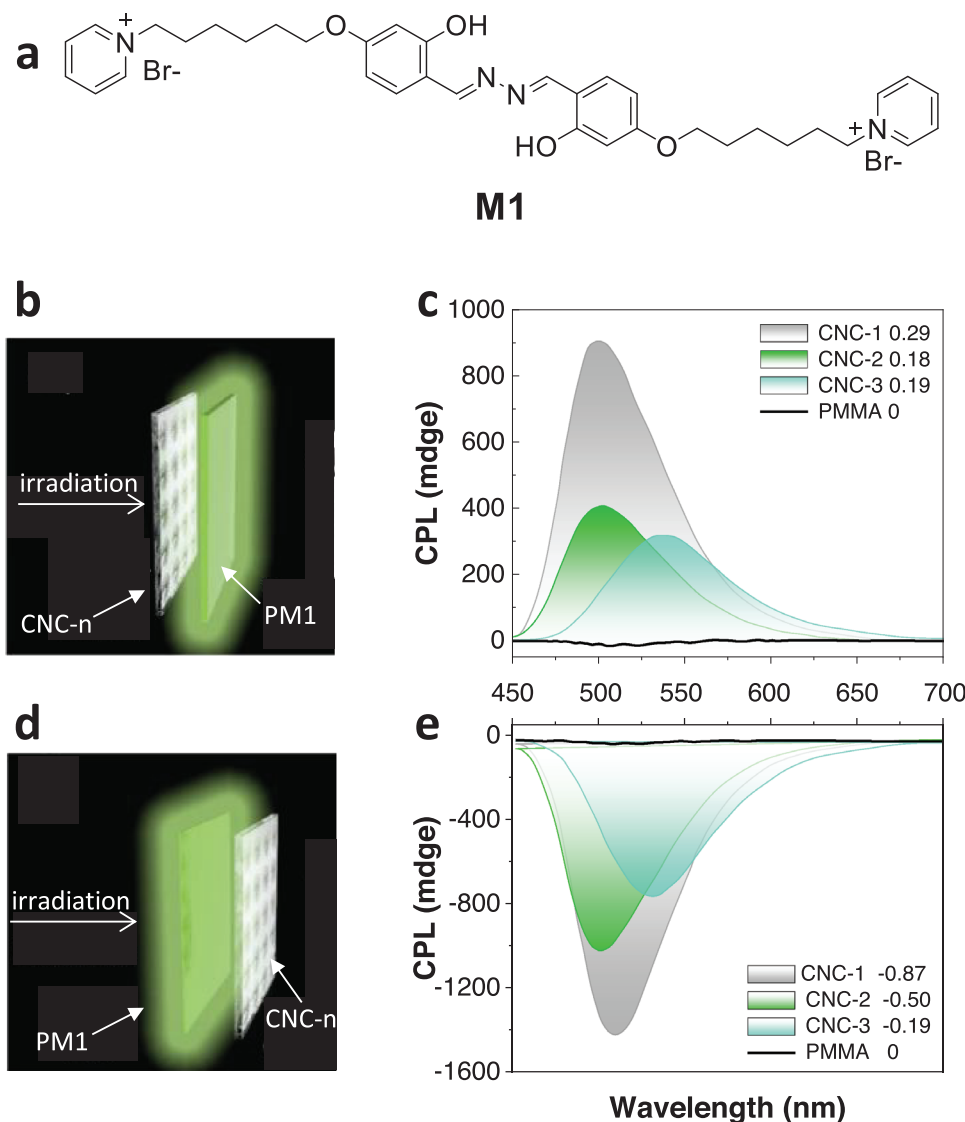 a
O
OH
N
+
Br-
N
N
HO
O
N
+
Br-
M1
b
irradiation
CNC-n
PM1
c
1000
800
600
400
200
0
CPL (mdge)
CNC-1 0.29
CNC-2 0.18
CNC-3 0.19
PMMA 0
450 500 550 600 650 700
d
irradiation
PM1
CNC-n
e
0
-400
-800
-1200
-1600
CPL (mdge)
CNC-1 -0.87
CNC-2 -0.50
CNC-3 -0.19
PMMA 0
Wavelength (nm)